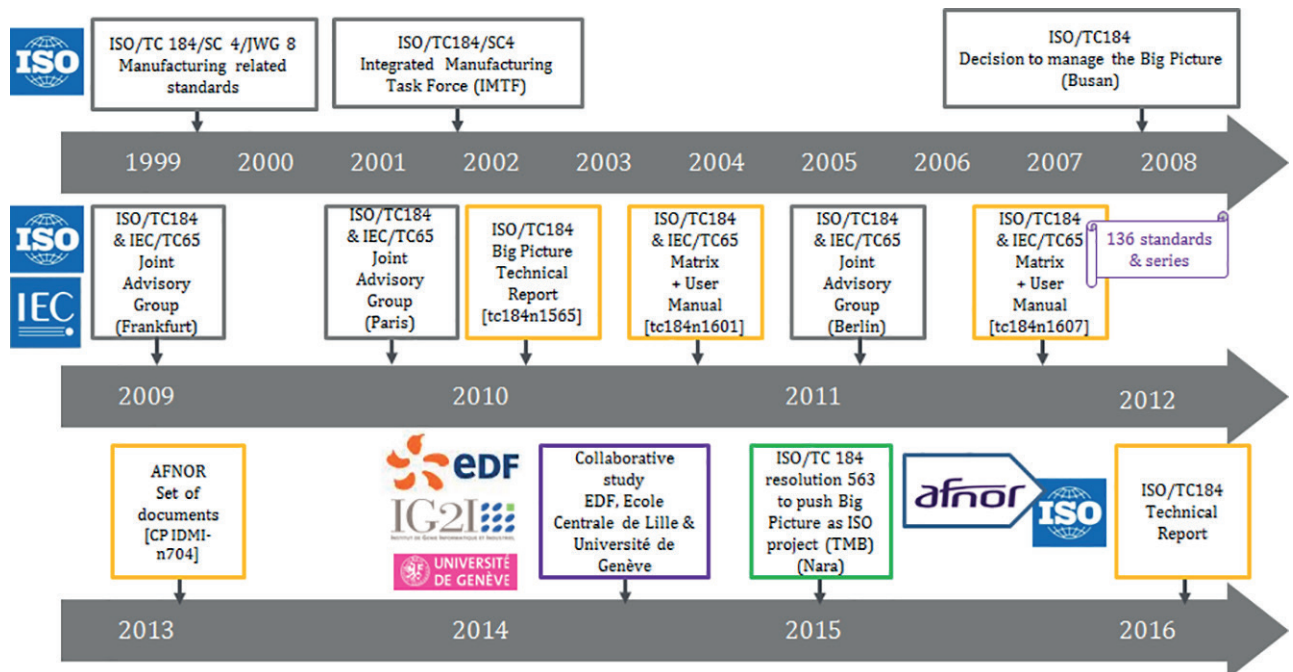 ISO
ISO/TC 184/SC 4/JWG 8
Manufacturing related
standards
ISO/TC184/SC4
Integrated Manufacturing
Task Force (IMTF)
ISO/TC184
Decision to manage the Big Picture
(Busan)
1999 2000 2001 2002 2003 2004 2005 2006 2007 2008
ISO
IEC
ISO/TC184
& IEC/TC65
Joint
Advisory
Group
(Frankfurt)
ISO/TC184
& IEC/TC65
Joint
Advisory
Group
(Paris)
ISO/TC184
Big Picture
Technical
Report
[tc184n1565]
ISO/TC184
& IEC/TC65
Matrix
+ User
Manual
[tc184n1601]
ISO/TC184
& IEC/TC65
Joint
Advisory
Group
(Berlin)
ISO/TC184
& IEC/TC65
Matrix
+ User
Manual
[tc184n1607]
136 standards
& series
2009 2010 2011 2012
AFNOR
Set of
documents
[CP IDMI-
n704]
eDF
IG2I
INSTITUT DE GENIE INFORMATIQUE ET INDUSTRIEL
UNIVERSITÉ
DE GENÈVE
Collaborative
study
EDF, Ecole
Centrale de Lille &
Université de
Genève
ISO/TC 184
resolution 563
to push Big
Picture as ISO
project (TMB)
(Nara)
afnor
ISO
ISO/TC184
Technical
Report
2013 2014 2015 2016